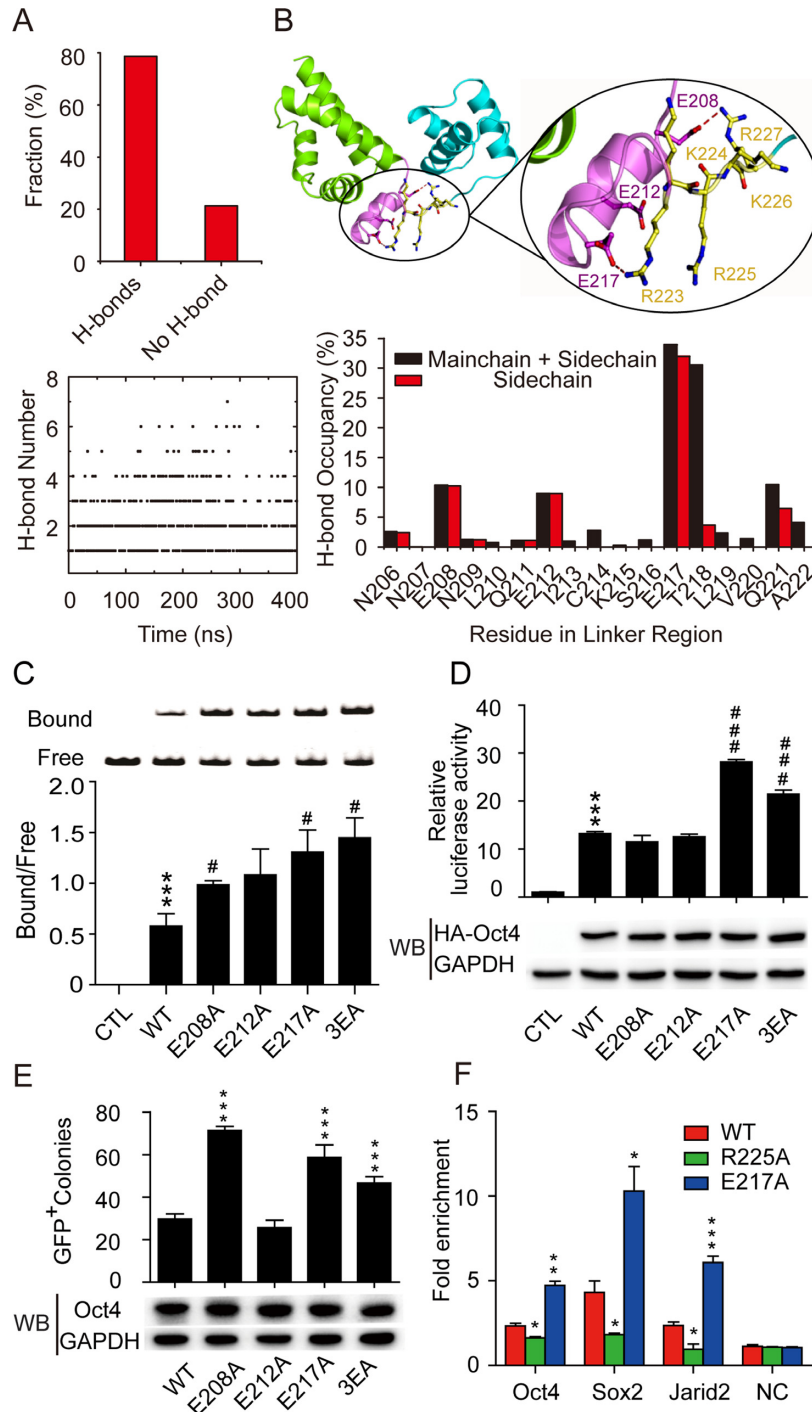 A
Fraction (%)
80
60
40
20
0
H-bonds
No H-bond
B
E208
R227
K224
E212
K226
E217
R225
R223
H-bond Number
8
6
4
2
0
100
200
300
400
Time (ns)
H-bond Occupancy (%)
35
30
25
20
15
10
5
0
Mainchain + Sidechain
Sidechain
N206
N207
E208
N209
L210
Q211
E212
I213
C214
K215
S216
E217
T218
L219
V220
Q221
A222
Residue in Linker Region
C
Bound
Free
Bound/Free
2.0
1.5
1.0
0.5
0
***
#
#
#
CTL
WT
E208A
E212A
E217A
3EA
D
Relative
luciferase activity
40
30
20
10
0
***
###
###
WB
HA-Oct4
GAPDH
CTL
WT
E208A
E212A
E217A
3EA
E
GFP+Colonies
80
60
40
20
0
***
***
***
WB
Oct4
GAPDH
WT
E208A
E212A
E217A
3EA
F
Fold enrichment
15
10
5
0
WT
R225A
E217A
*
**
*
*
*
***
Oct4
Sox2
Jarid2
NC